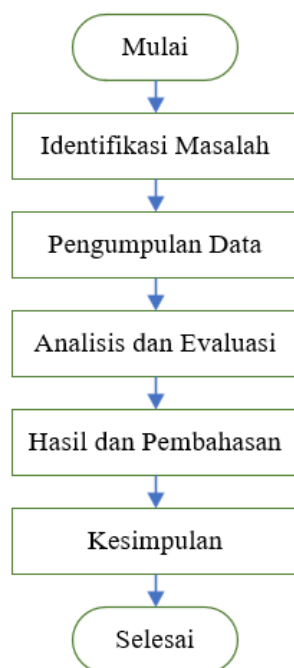 Mulai
Identifikasi Masalah
Pengumpulan Data
Analisis dan Evaluasi
Hasil dan Pembahasan
Kesimpulan
Selesai